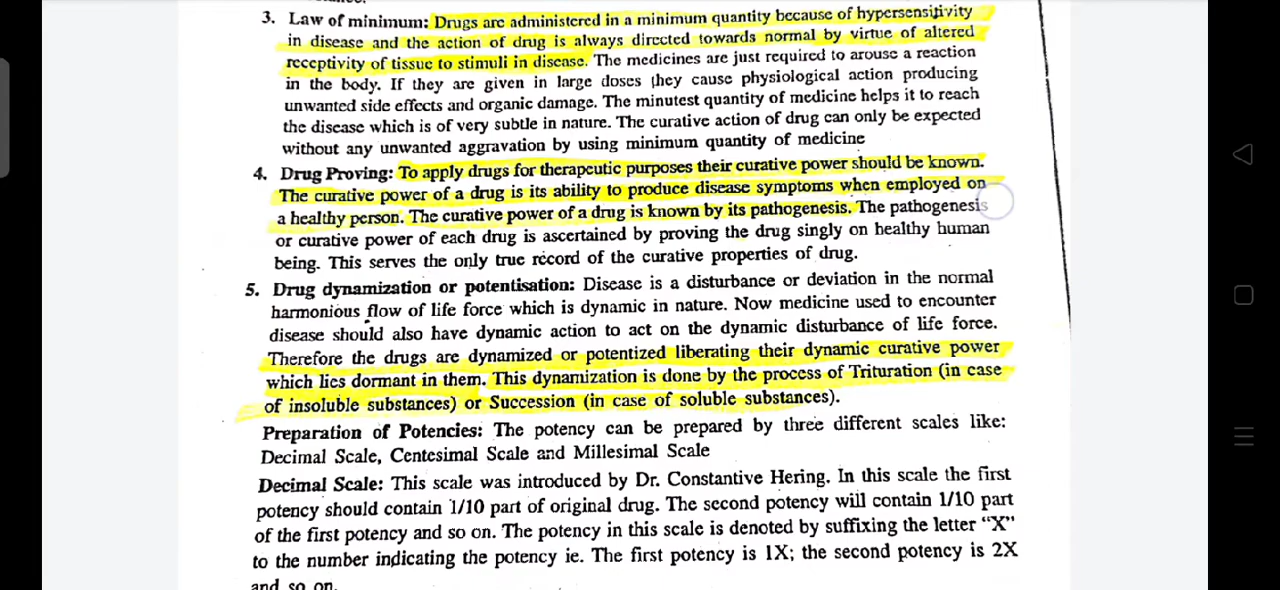 3. Law of minimum: Drugs are administered in a minimum quantity because of hypersensitivity
in disease and the action of drug is always directed towards normal by virtue of altered
receptivity of tissue to stimuli in disease. The medicines are just required to arouse a reaction
in the body. If they are given in large doses they cause physiological action producing
unwanted side effects and organic damage. The minutest quantity of medicine helps it to reach
the disease which is of very subtle in nature. The curative action of drug can only be expected
without any unwanted aggravation by using minimum quantity of medicine
4. Drug Proving: To apply drugs for therapeutic purposes their curative power should be known.
The curative power of a drug is its ability to produce disease symptoms when employed on
a healthy person. The curative power of a drug is known by its pathogenesis. The pathogenesis
or curative power of each drug is ascertained by proving the drug singly on healthy human
being. This serves the only true record of the curative properties of drug.
5. Drug dynamization or potentisation: Disease is a disturbance or deviation in the normal
harmonious flow of life force which is dynamic in nature. Now medicine used to encounter
disease should also have dynamic action to act on the dynamic disturbance of life force.
Therefore the drugs are dynamized or potentized liberating their dynamic curative power
which lies dormant in them. This dynamization is done by the process of Trituration (in case
of insoluble substances) or Succession (in case of soluble substances).
Preparation of Potencies: The potency can be prepared by three different scales like:
Decimal Scale, Centesimal Scale and Millesimal Scale
Decimal Scale: This scale was introduced by Dr. Constantive Hering. In this scale the first
potency should contain 1/10 part of original drug. The second potency will contain 1/10 part
of the first potency and so on. The potency in this scale is denoted by suffixing the letter "X"
to the number indicating the potency ie. The first potency is 1X; the second potency is 2X
and so on.